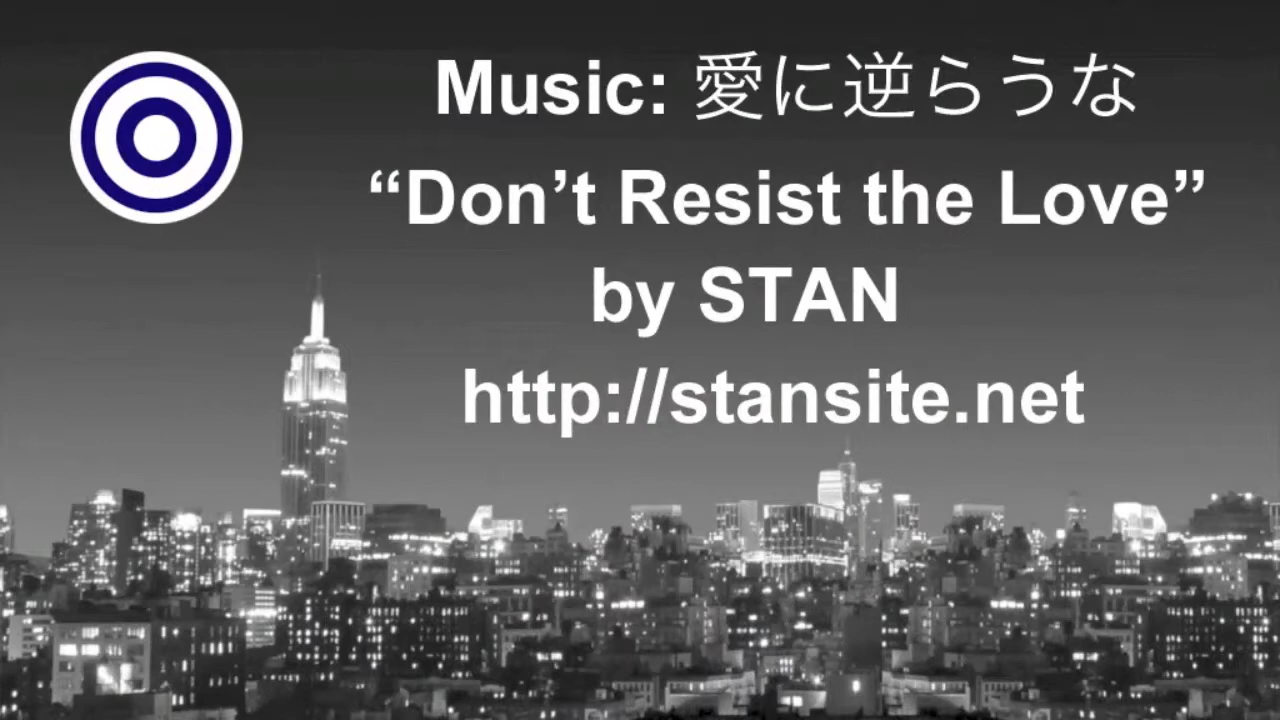 Music: 愛に逆らうな
“Don’t Resist the Love”
by STAN
http://stansite.net